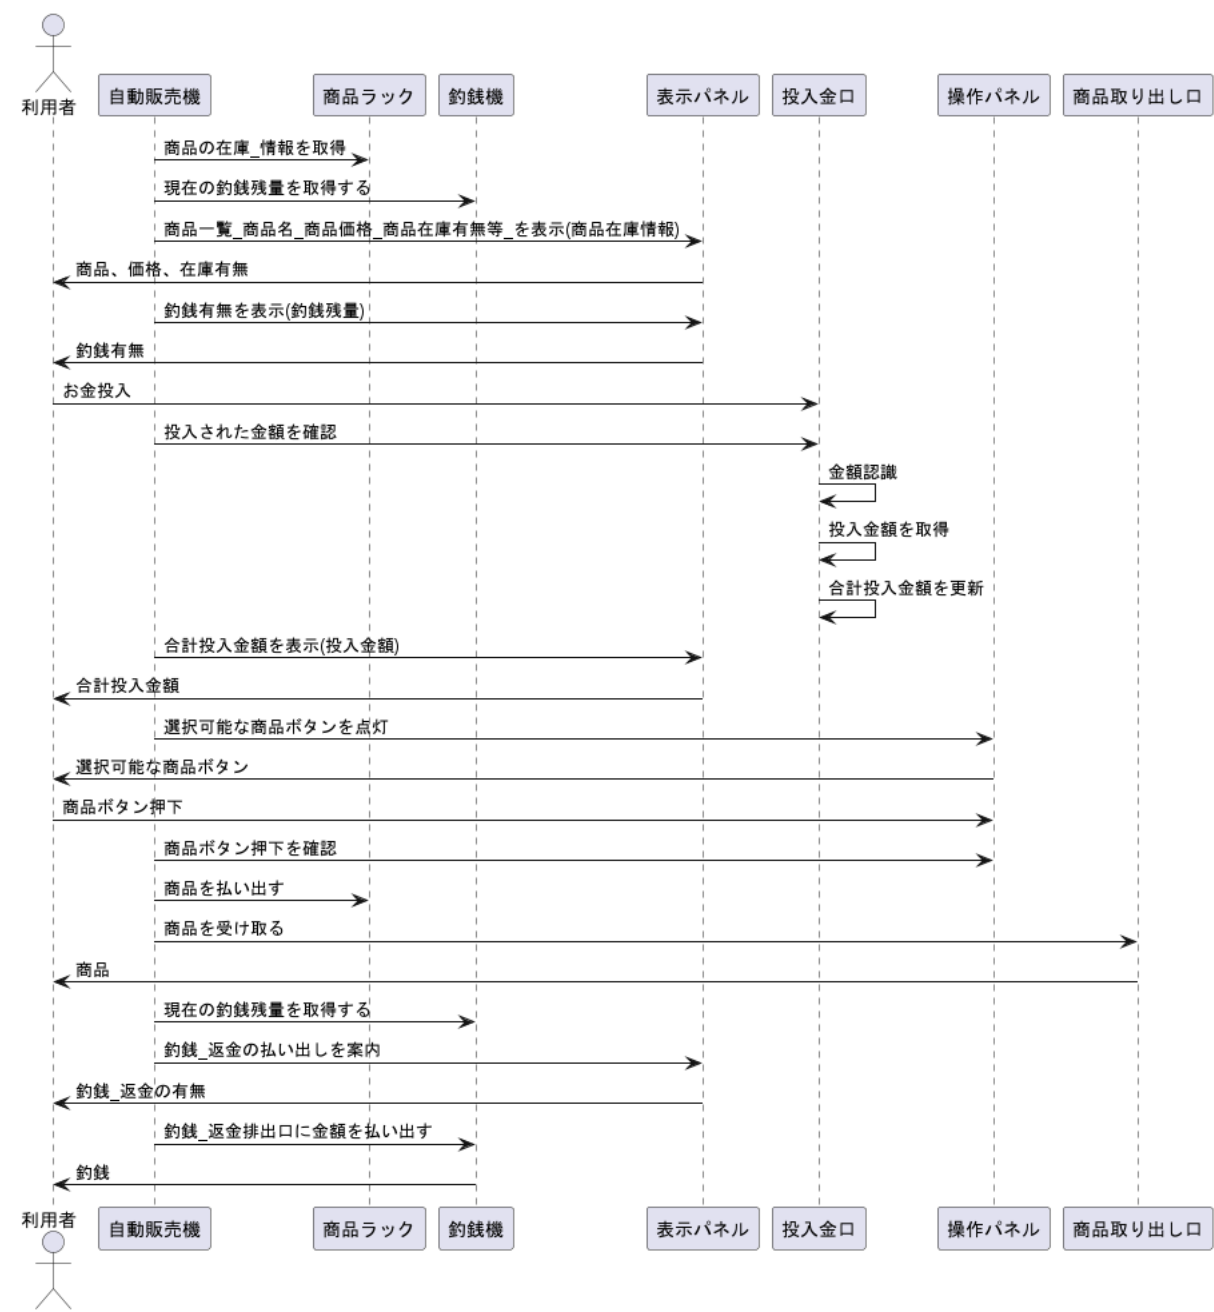 利用者
自動販売機
商品ラック
釣銭機
表示パネル
投入金口
操作パネル
商品取り出し口
商品の在庫_情報を取得
現在の釣銭残量を取得する
商品一覧_商品名_商品価格_商品在庫有無等_を表示(商品在庫情報)
商品、価格、在庫有無
釣銭有無を表示(釣銭残量)
釣銭有無
お金投入
投入された金額を確認
金額認識
投入金額を取得
合計投入金額を更新
合計投入金額を表示(投入金額)
合計投入金額
選択可能な商品ボタンを点灯
選択可能な商品ボタン
商品ボタン押下
商品ボタン押下を確認
商品を払い出す
商品を受け取る
商品
現在の釣銭残量を取得する
釣銭_返金の払い出しを案内
釣銭_返金の有無
釣銭_返金排出口に金額を払い出す
釣銭
利用者
自動販売機
商品ラック
釣銭機
表示パネル
投入金口
操作パネル
商品取り出し口